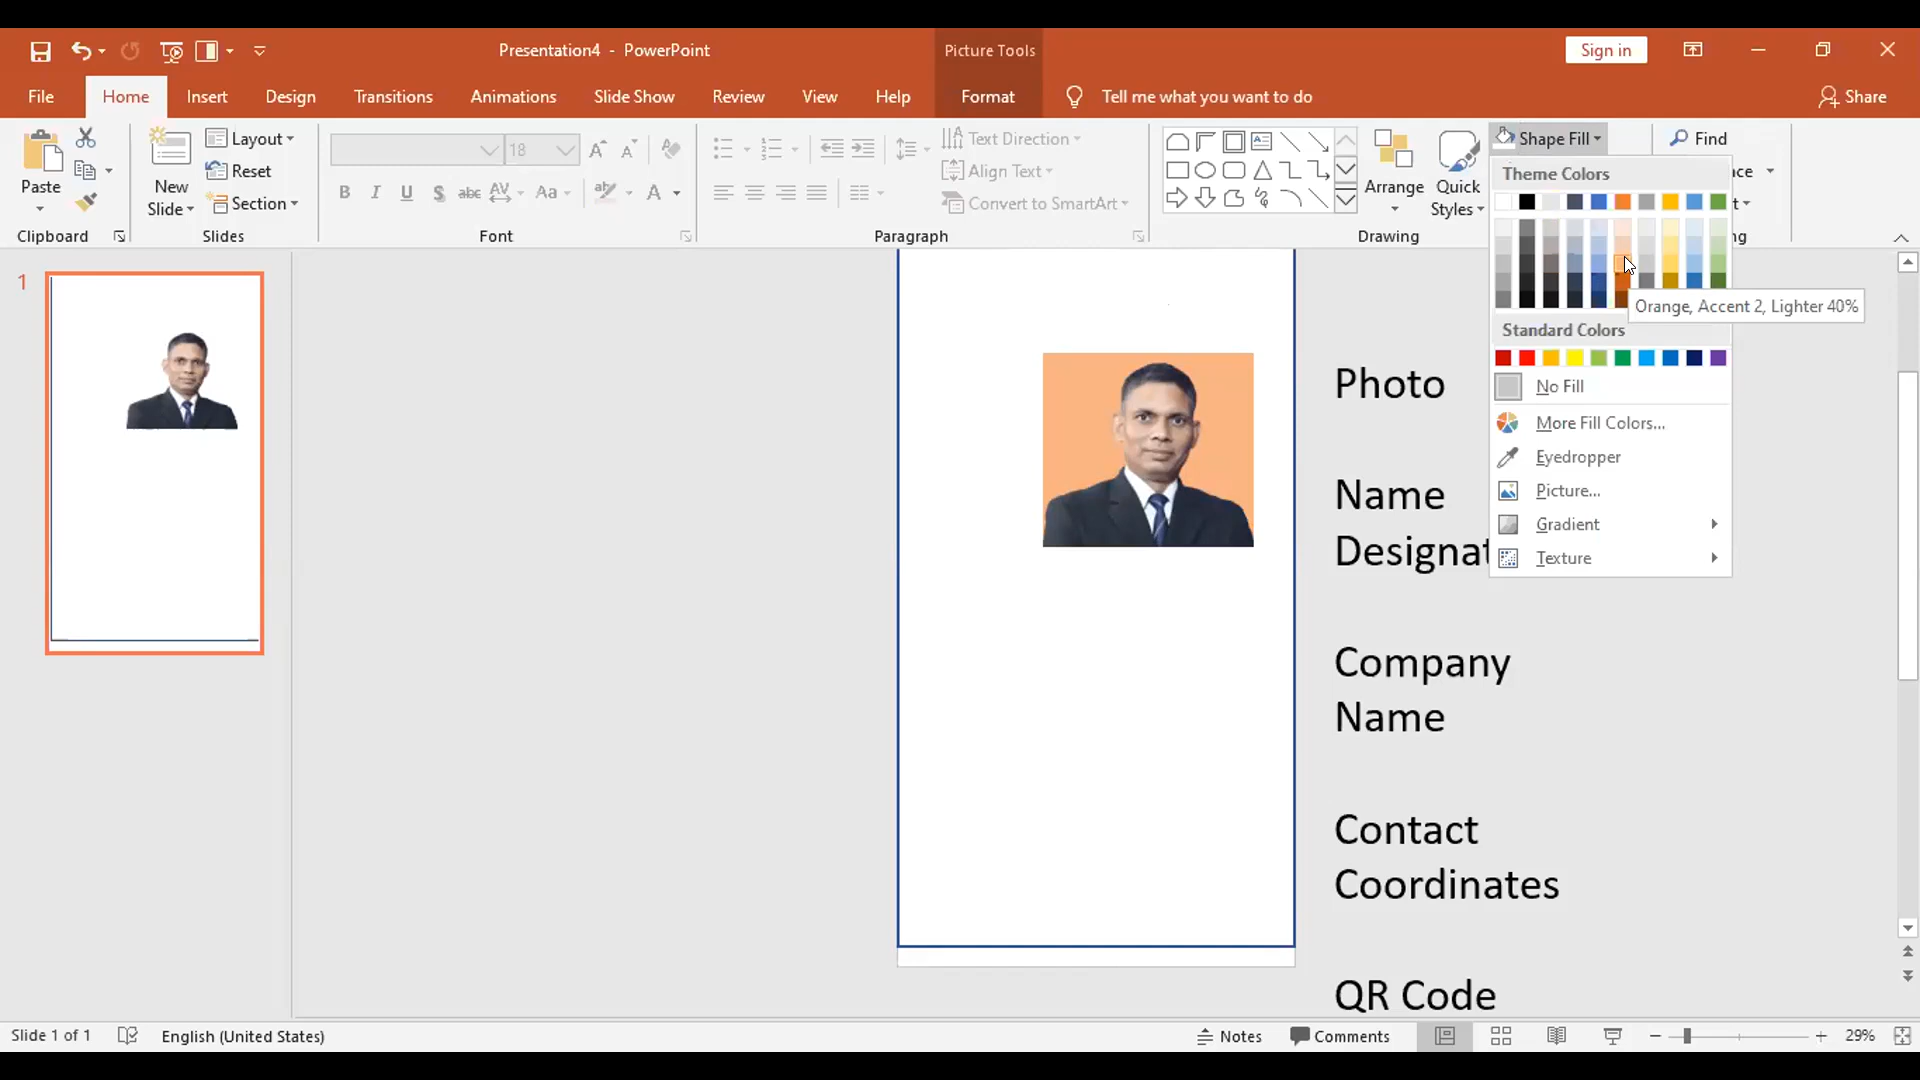 Presentation4 - PowerPoint
Picture Tools
Sign in
File
Home
Insert
Design
Transitions
Animations
Slide Show
Review
View
Help
Format
Tell me what you want to do
Share
Paste
New
Slide
Layout
Reset
Section
18
B I U S abc AV Aa
A
Text Direction
Align Text
Convert to SmartArt
Arrange
Quick
Styles
Shape Fill
Find
Clipboard
Slides
Font
Paragraph
Drawing
Theme Colors
Orange, Accent 2, Lighter 40%
Standard Colors
No Fill
More Fill Colors...
Eyedropper
Picture...
Gradient
Texture
1
Photo
Name
Company
Name
Contact
Coordinates
QR Code
Slide 1 of 1
English (United States)
Notes
Comments
29%